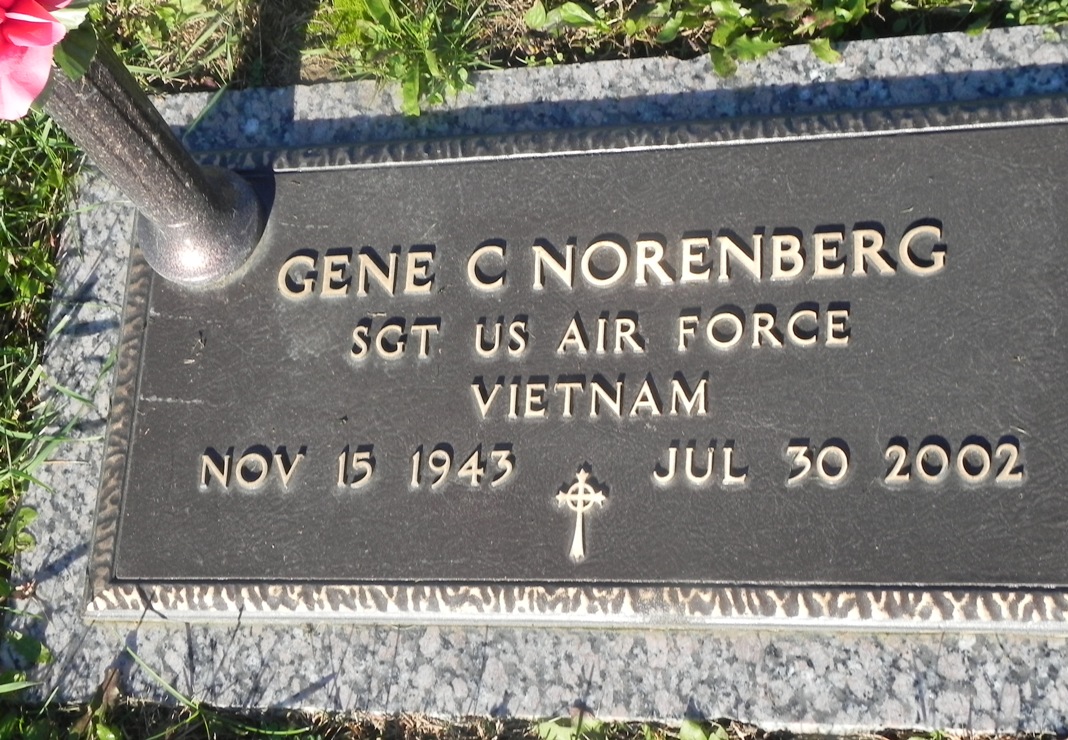 GENE C NORENBERG
SGT US AIR FORCE
VIETNAM
NOV 15 1943 JUL 30 2002